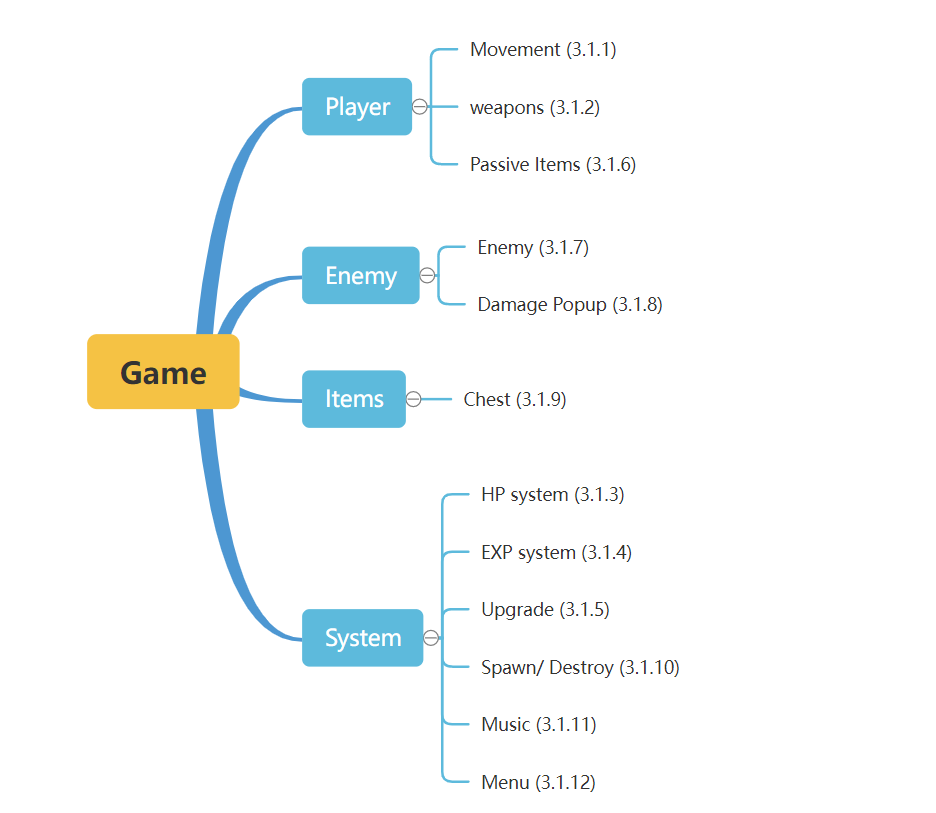 Game
Player
Movement (3.1.1)
weapons (3.1.2)
Passive Items (3.1.6)
Enemy
Enemy (3.1.7)
Damage Popup (3.1.8)
Items
Chest (3.1.9)
System
HP system (3.1.3)
EXP system (3.1.4)
Upgrade (3.1.5)
Spawn/ Destroy (3.1.10)
Music (3.1.11)
Menu (3.1.12)